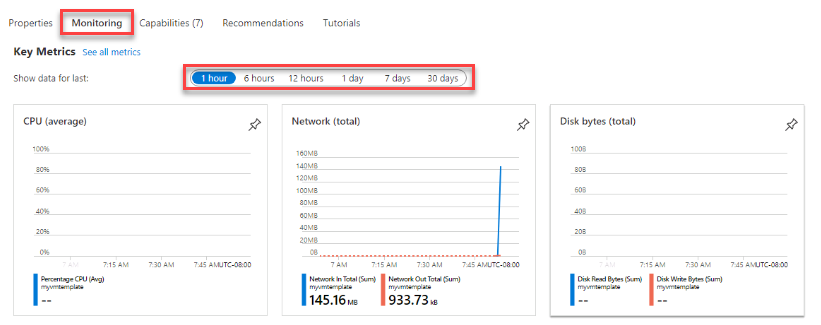 Properties Monitoring Capabilities (7) Recommendations Tutorials
Key Metrics See all metrics
Show data for last: 1 hour 6 hours 12 hours 1 day 7 days 30 days
CPU (average)
100%
80%
60%
40%
20%
0%
7 AM 7:15 AM 7:30 AM 7:45 AM UTC-08:00
Percentage CPU (Avg)
myvmtemplate
--
Network (total)
160MB
140MB
120MB
100MB
80MB
60MB
40MB
20MB
0B
7 AM 7:15 AM 7:30 AM 7:45 AM UTC-08:00
Network In Total (Sum) Network Out Total (Sum)
myvmtemplate myvmtemplate
145.16 MB 933.73 kB
Disk bytes (total)
100B
80B
60B
40B
20B
0B
7 AM 7:15 AM 7:30 AM 7:45 AM UTC-08:00
Disk Read Bytes (Sum) Disk Write Bytes (Sum)
myvmtemplate myvmtemplate
-- --